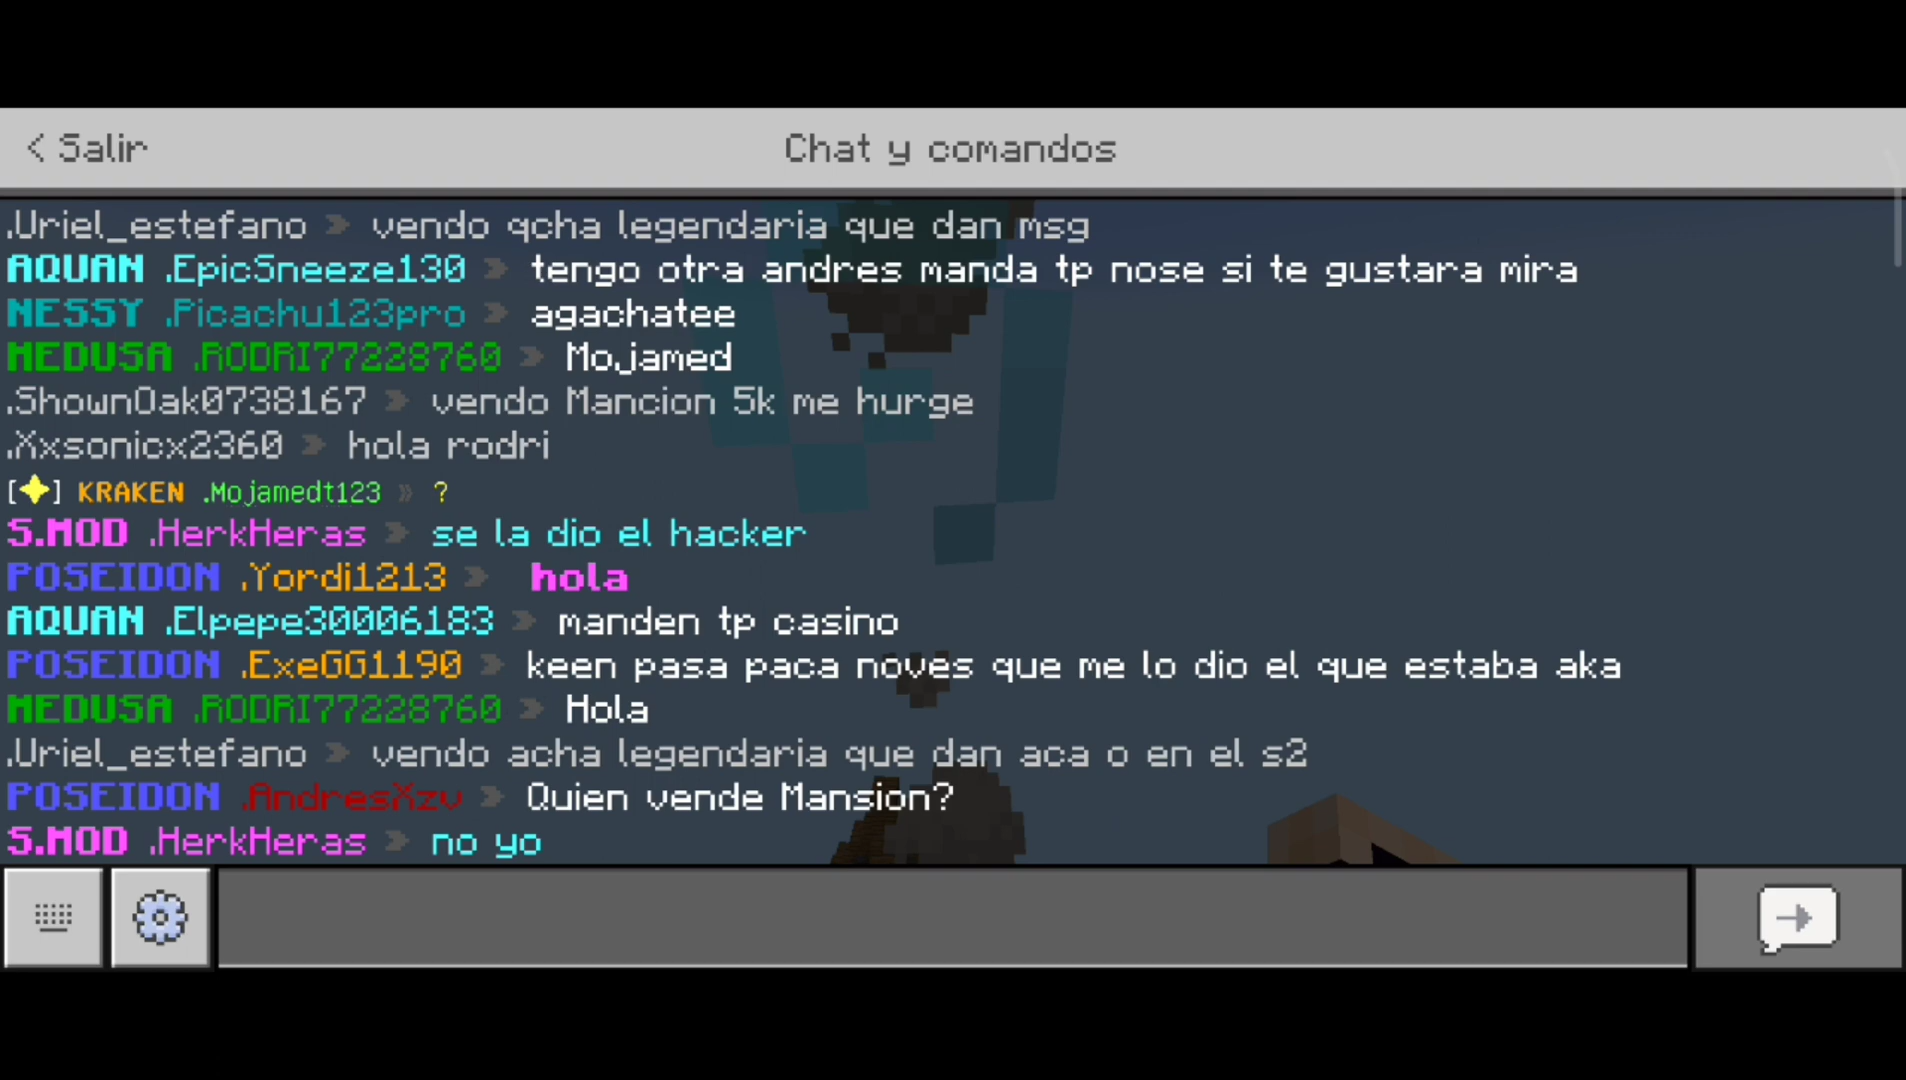 < Salir
Chat y comandos
.Uriel_estefano » vendo qcha legendaria que dan msg
AQUAN .EpicSneeze130 » tengo otra andres manda tp nose si te gustara mira
NESSY .Picachu123pro » agachatee
MEDUSA .RODRI77228760 » Mojamed
.ShownOak0738167 » vendo Mancion 5k me hurge
.Xxsonicx2360 » hola rodri
[✦] KRAKEN .Mojamedt123 » ?
S.MOD .HerkHeras » se la dio el hacker
POSEIDON .Yordi1213 » hola
AQUAN .Elpepe30006183 » manden tp casino
POSEIDON .ExeGG1190 » keen pasa paca noves que me lo dio el que estaba aka
MEDUSA .RODRI77228760 » Hola
.Uriel_estefano » vendo acha legendaria que dan aca o en el s2
POSEIDON .AndresXzv » Quien vende Mansion?
S.MOD .HerkHeras » no yo